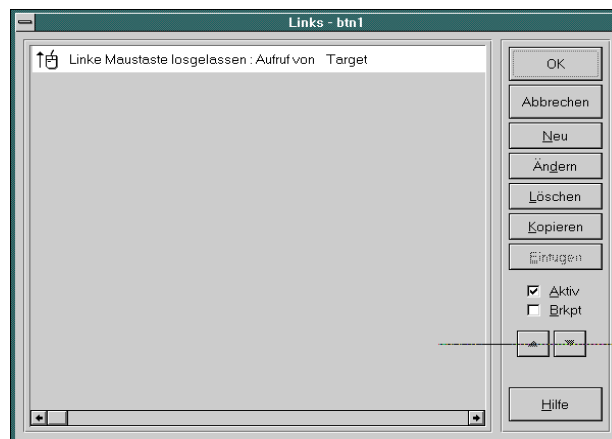 Links - btn1
Linke Maustaste losgelassen : Aufruf von Target
OK
Abbrechen
Neu
Ändern
Löschen
Kopieren
Einfügen
Aktiv
Brkpt
Hilfe